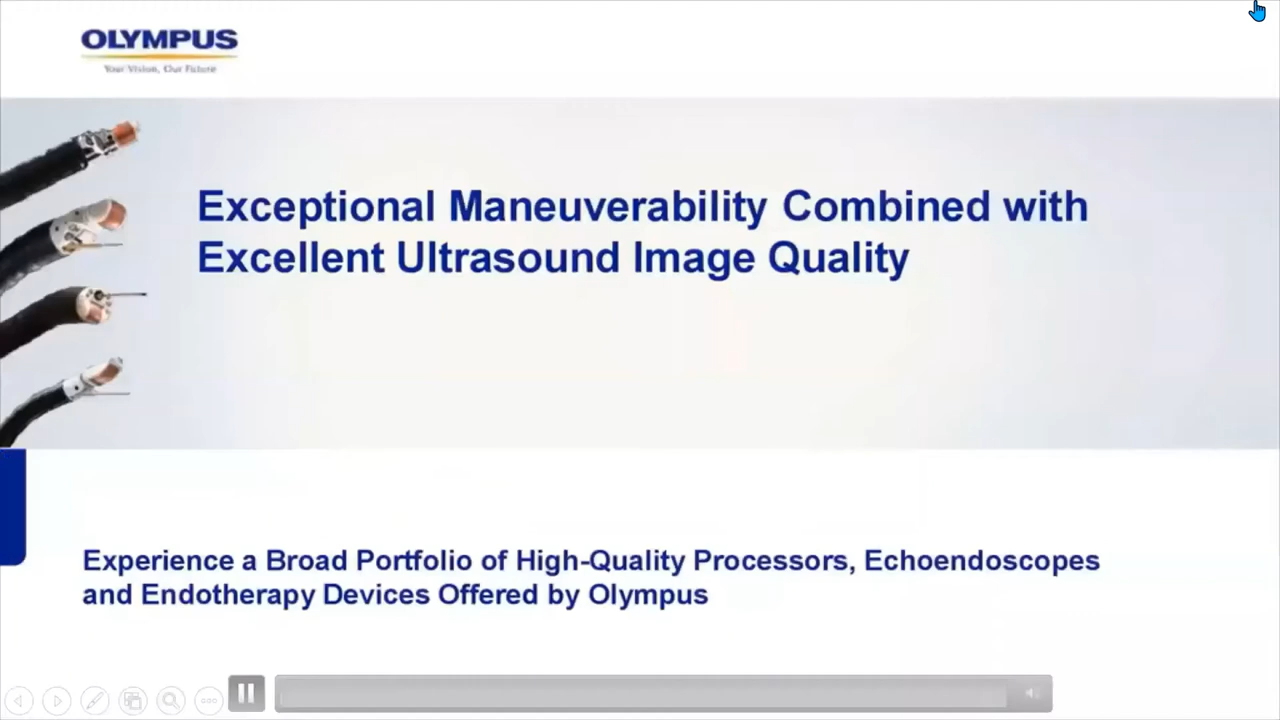 OLYMPUS
Your Vision, Our Future
Exceptional Maneuverability Combined with
Excellent Ultrasound Image Quality
Experience a Broad Portfolio of High-Quality Processors, Echoendoscopes
and Endotherapy Devices Offered by Olympus